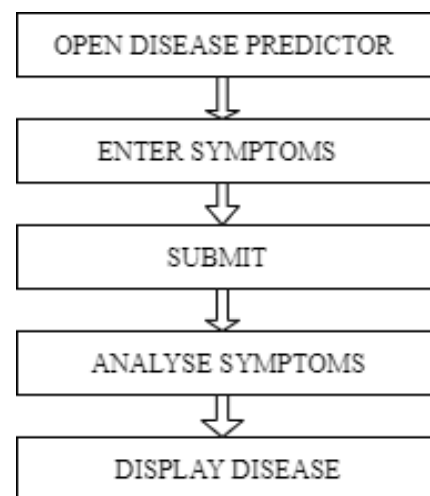 OPEN DISEASE PREDICTOR
ENTER SYMPTOMS
SUBMIT
ANALYSE SYMPTOMS
DISPLAY DISEASE